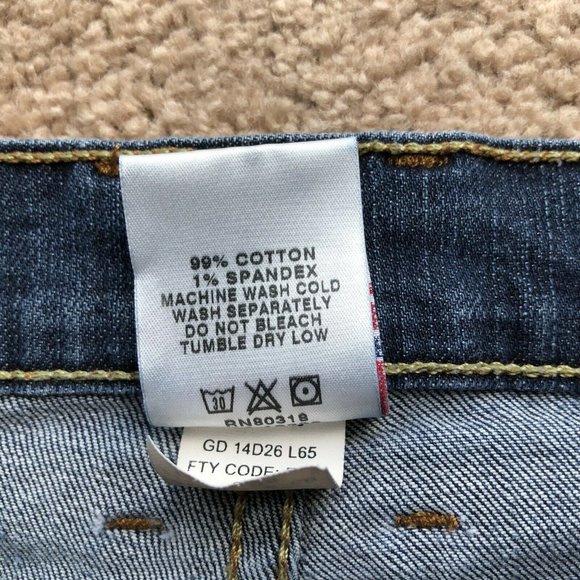 99% COTTON
1% SPANDEX
MACHINE WASH COLD
WASH SEPARATELY
DO NOT BLEACH
TUMBLE DRY LOW
30
RN80318
GD 14D26 L65
FTY CODE: